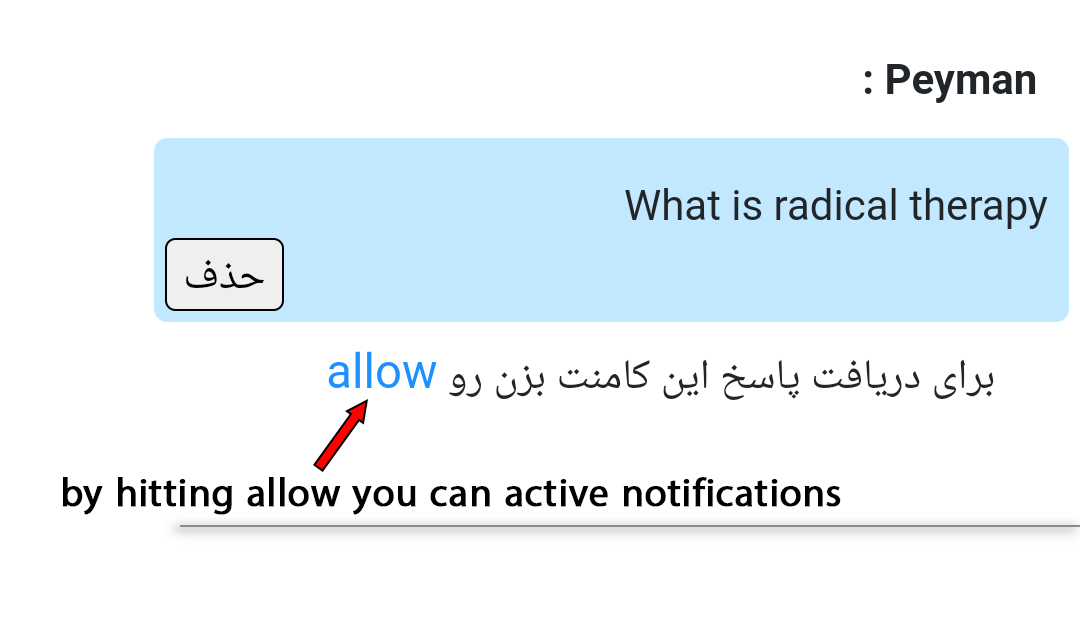 Peyman :
What is radical therapy
حذف
برای دریافت پاسخ این کامنت بزن رو allow
by hitting allow you can active notifications